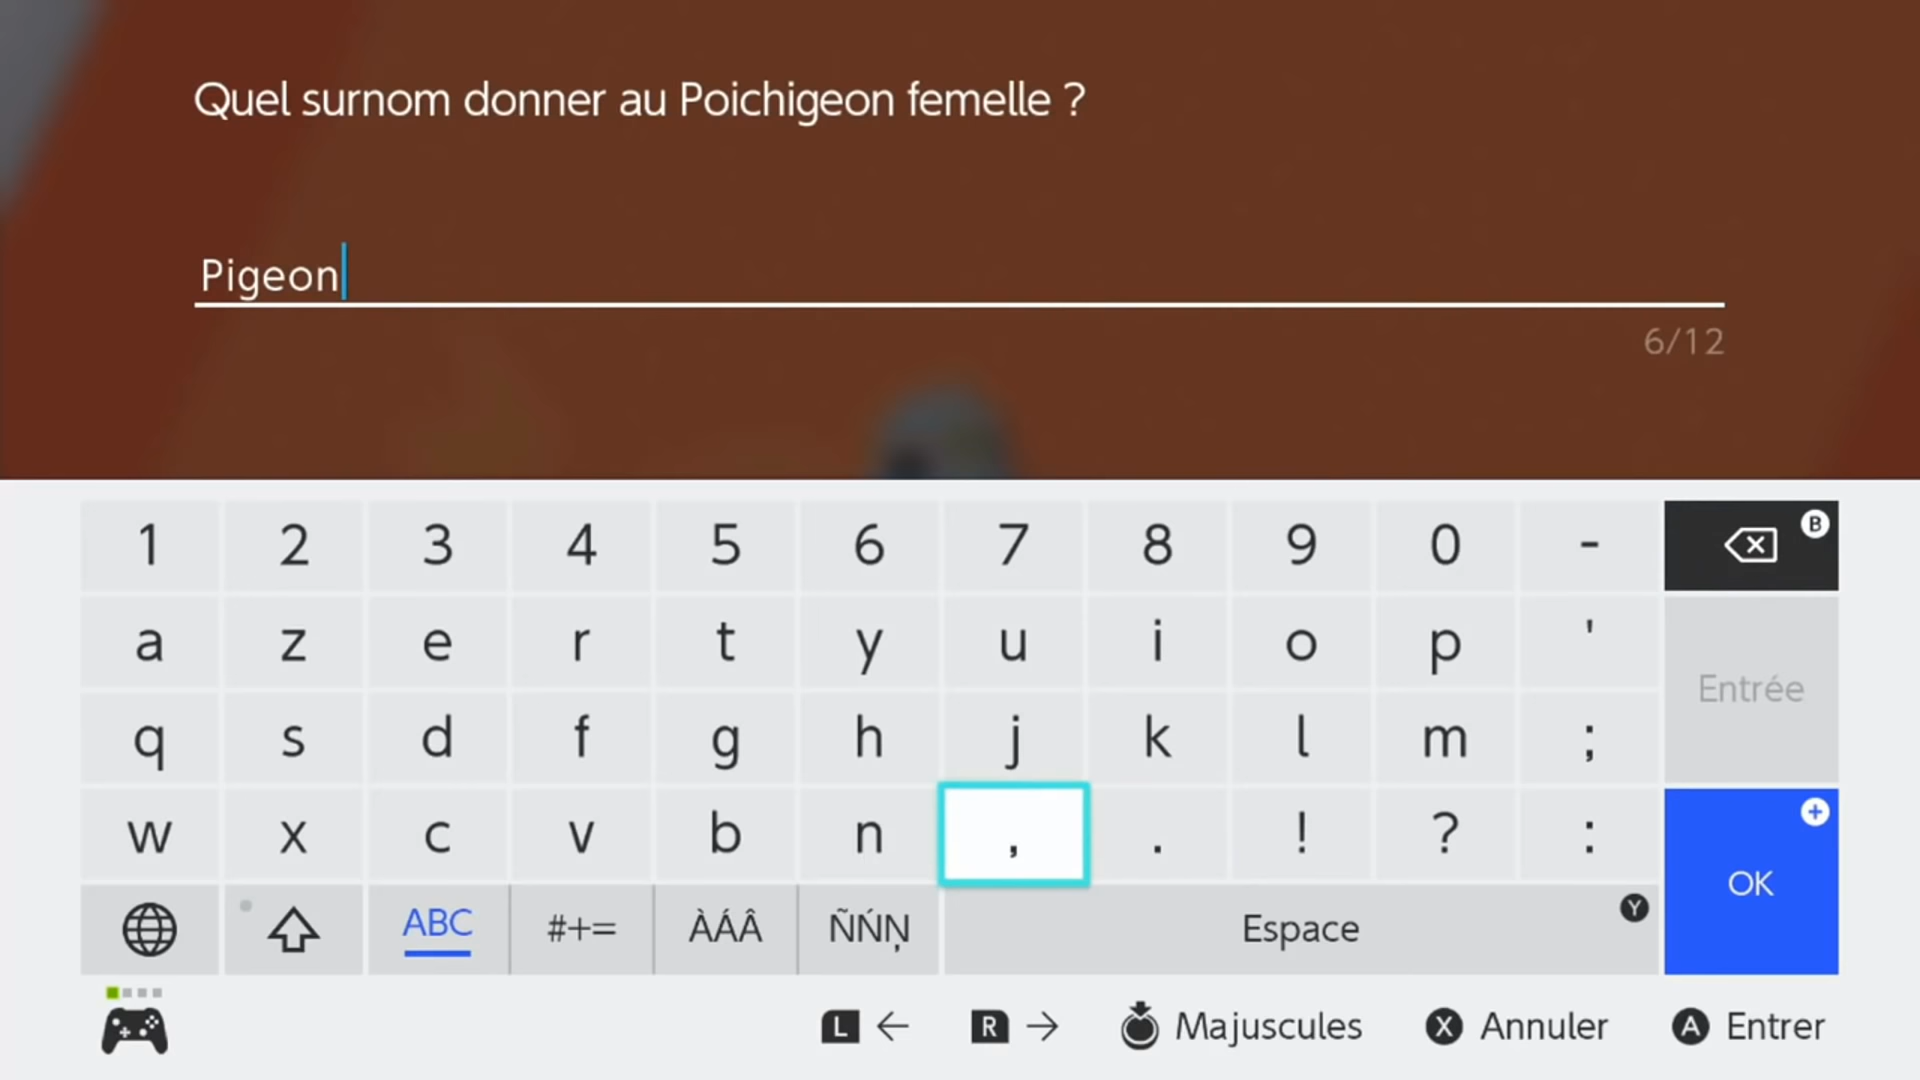 Quel surnom donner au Poichigeon femelle ?
Pigeon
6/12
1 2 3 4 5 6 7 8 9 0 - B
a z e r t y u i o p '
Entrée
q s d f g h j k l m ;
w x c v b n , . ! ? : +
OK
ABC #+= ÀÁÂ ÑŃŅ Espace Y
L ← R → Majuscules X Annuler A Entrer